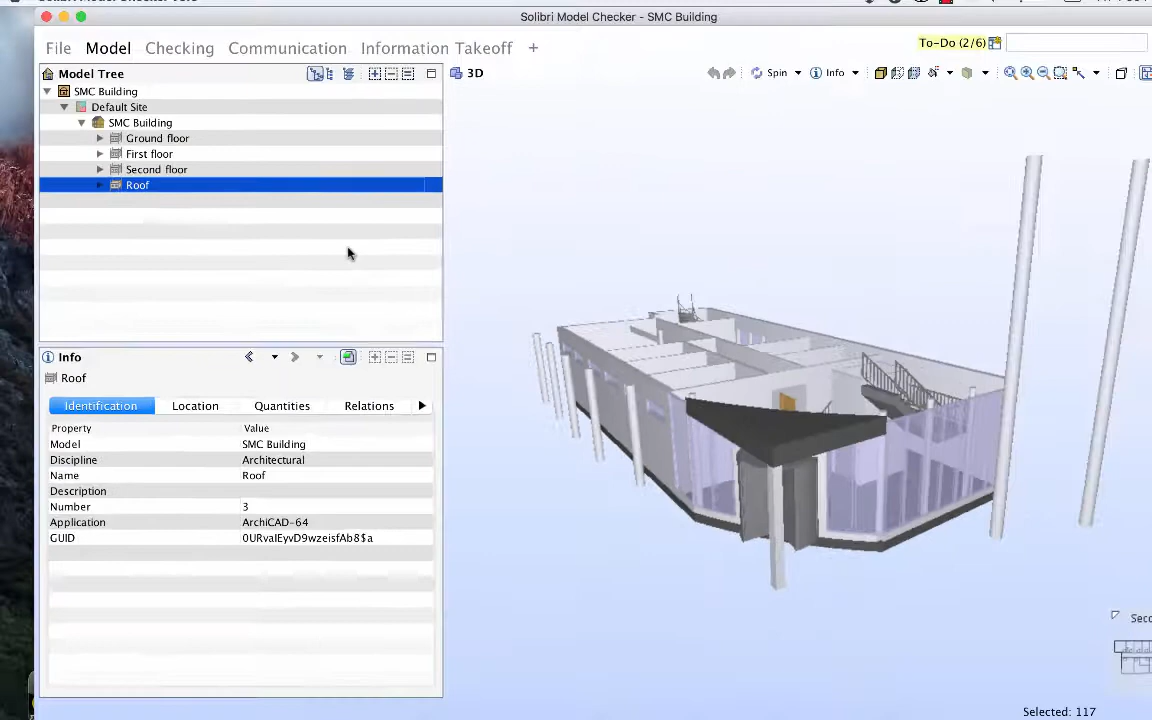 Solibri Model Checker - SMC Building
File Model Checking Communication Information Takeoff +
To-Do (2/6)
Model Tree
3D
Spin
Info
SMC Building
Default Site
SMC Building
Ground floor
First floor
Second floor
Roof
Info
Roof
Identification Location Quantities Relations
Property Value
Model SMC Building
Discipline Architectural
Name Roof
Description
Number 3
Application ArchiCAD-64
GUID 0URvaIEyvD9wzeisfAb8$a
Seco
Selected: 117